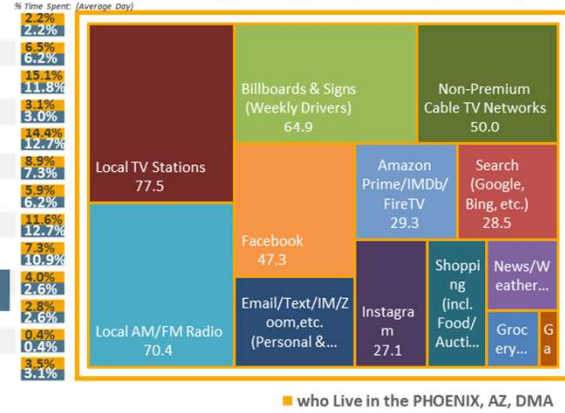 % Time Spent: (Average Day)
2.2%
2.2%
6.5%
6.2%
15.1%
11.8%
3.1%
3.0%
14.4%
12.7%
8.9%
7.3%
5.9%
6.2%
11.6%
12.7%
7.3%
10.9%
4.0%
2.6%
2.8%
2.6%
0.4%
0.4%
3.5%
3.1%
Local TV Stations
77.5
Billboards & Signs
(Weekly Drivers)
64.9
Non-Premium
Cable TV Networks
50.0
Local AM/FM Radio
70.4
Facebook
47.3
Amazon
Prime/IMDb/
FireTV
29.3
Search
(Google,
Bing, etc.)
28.5
Email/Text/IM/Z
oom,etc.
(Personal &...
Instagra
m
27.1
Shoppi
ng
(incl.
Food/
Aucti...
News/W
eather...
Groc
ery...
G
a
who Live in the PHOENIX, AZ, DMA